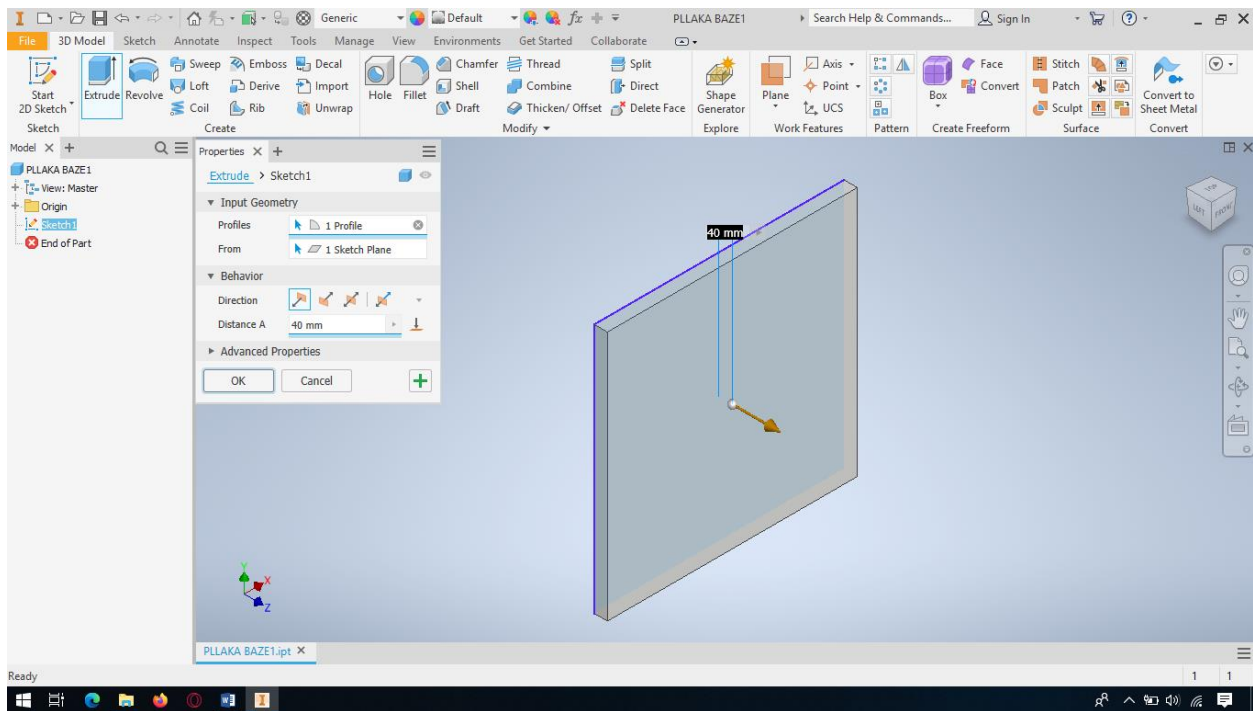 Generic Default fx PLLAKA BAZE1 Search Help & Commands... Sign In
File 3D Model Sketch Annotate Inspect Tools Manage View Environments Get Started Collaborate
Start 2D Sketch
Extrude
Revolve
Sweep Emboss Decal
Loft Derive Import
Coil Rib Unwrap
Hole
Fillet
Chamfer Thread Split
Shell Combine Direct
Draft Thicken/ Offset Delete Face
Shape Generator
Plane
Axis
Point
UCS
Box
Face
Convert
Stitch
Patch
Sculpt
Convert to Sheet Metal
Sketch Create Modify Explore Work Features Pattern Create Freeform Surface Convert
Model
PLLAKA BAZE1
View: Master
Origin
Sketch1
End of Part
Properties
Extrude > Sketch1
Input Geometry
Profiles 1 Profile
From 1 Sketch Plane
Behavior
Direction
Distance A 40 mm
Advanced Properties
OK Cancel
40 mm
TOP
LEFT FRONT
Y
X
Z
PLLAKA BAZE1.ipt
Ready 1 1